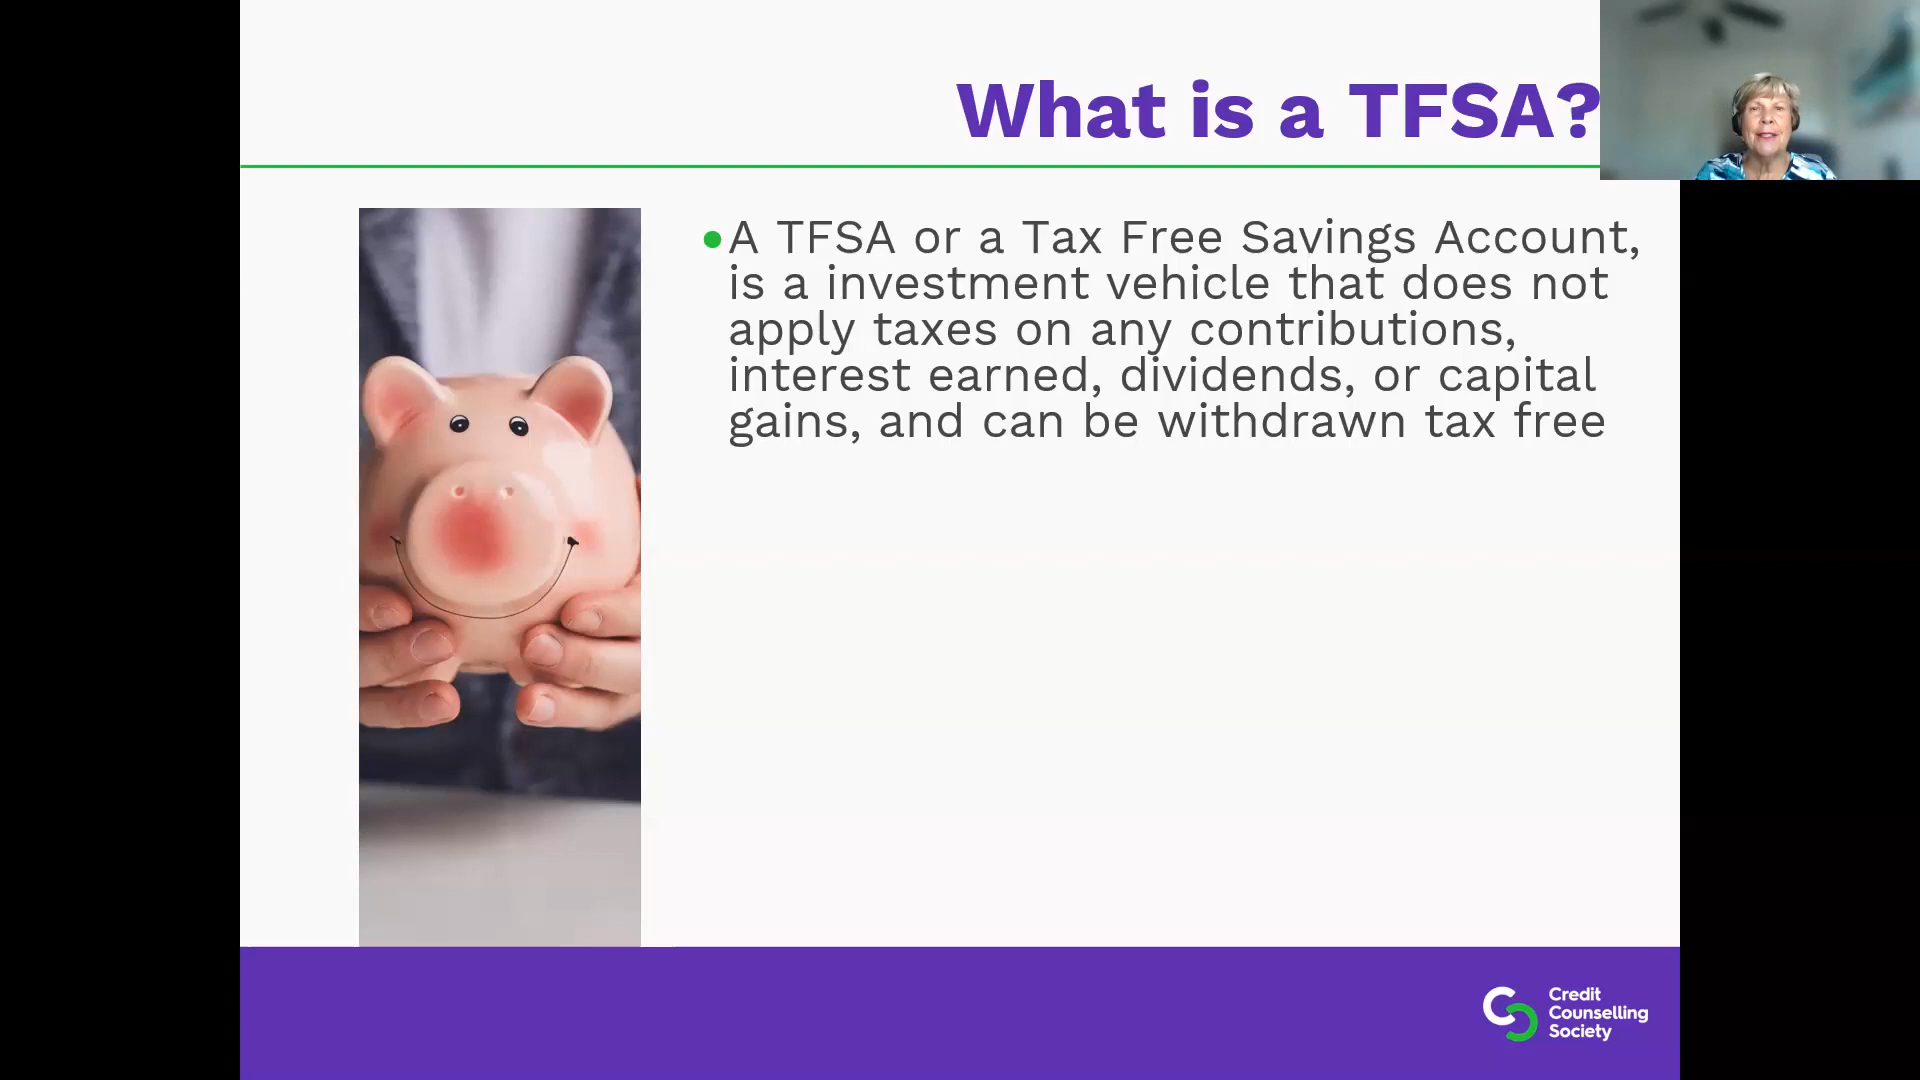 What is a TFSA?
•A TFSA or a Tax Free Savings Account,
is a investment vehicle that does not
apply taxes on any contributions,
interest earned, dividends, or capital
gains, and can be withdrawn tax free
Credit
Counselling
Society